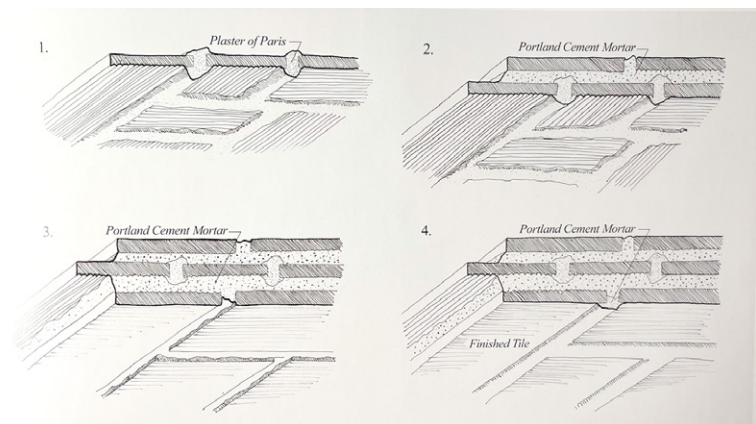 1.
Plaster of Paris
2.
Portland Cement Mortar
3.
Portland Cement Mortar
4.
Portland Cement Mortar
Finished Tile